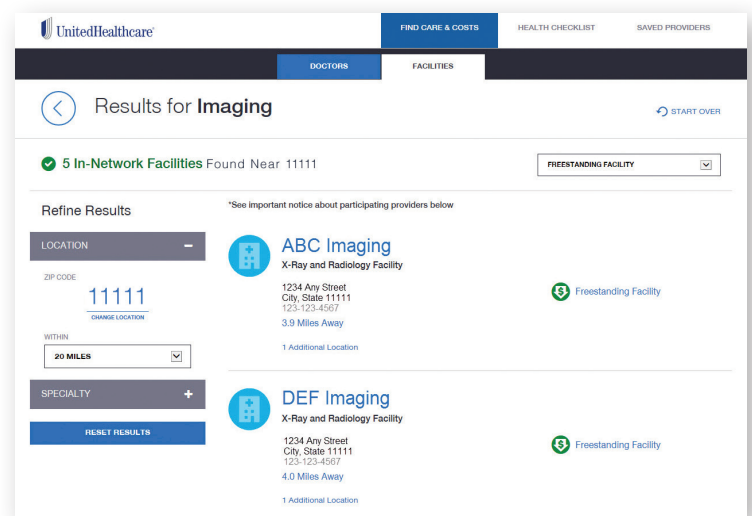 UnitedHealthcare®
FIND CARE & COSTS
HEALTH CHECKLIST
SAVED PROVIDERS
DOCTORS
FACILITIES
Results for Imaging
START OVER
5 In-Network Facilities Found Near 11111
FREESTANDING FACILITY
Refine Results
LOCATION
ZIP CODE
11111
CHANGE LOCATION
WITHIN
20 MILES
SPECIALTY
RESET RESULTS
*See important notice about participating providers below
ABC Imaging
X-Ray and Radiology Facility
1234 Any Street
City, State 11111
123-123-4567
3.9 Miles Away
1 Additional Location
$ Freestanding Facility
DEF Imaging
X-Ray and Radiology Facility
1234 Any Street
City, State 11111
123-123-4567
4.0 Miles Away
1 Additional Location
$ Freestanding Facility